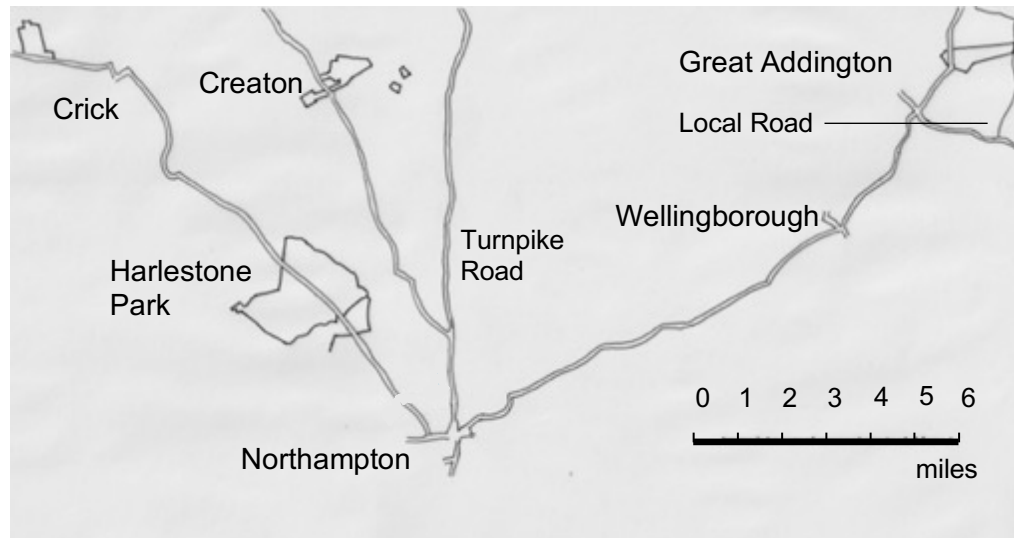 Creaton
Great Addington
Crick
Local Road
Wellingborough
Turnpike
Road
Harlestone
Park
0 1 2 3 4 5 6
Northampton
miles